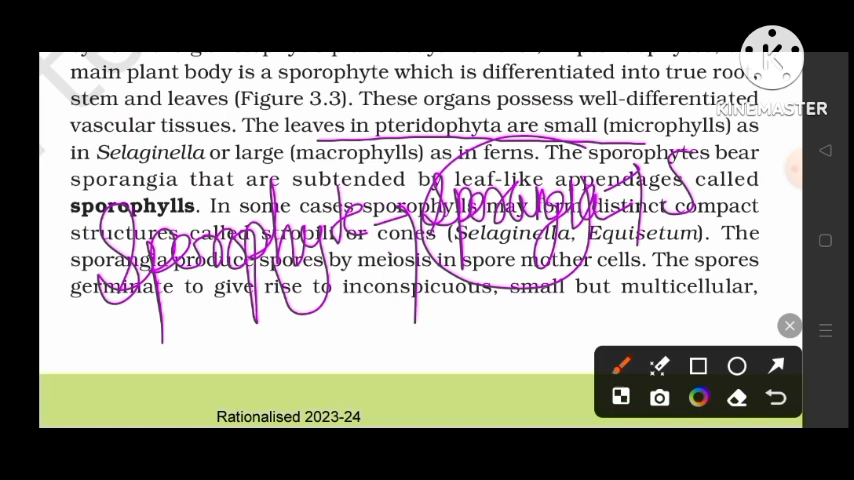 main plant body is a sporophyte which is differentiated into true root,
stem and leaves (Figure 3.3). These organs possess well-differentiated
vascular tissues. The leaves in pteridophyta are small (microphylls) as
in Selaginella or large (macrophylls) as in ferns. The sporophytes bear
sporangia that are subtended by leaf-like appendages called
sporophylls. In some cases sporophylls may form distinct compact
structures called strobili or cones (Selaginella, Equisetum). The
sporangia produce spores by meiosis in spore mother cells. The spores
germinate to give rise to inconspicuous, small but multicellular,
Sporophyte → Sporangia → S
Rationalised 2023-24
K
KINEMASTER